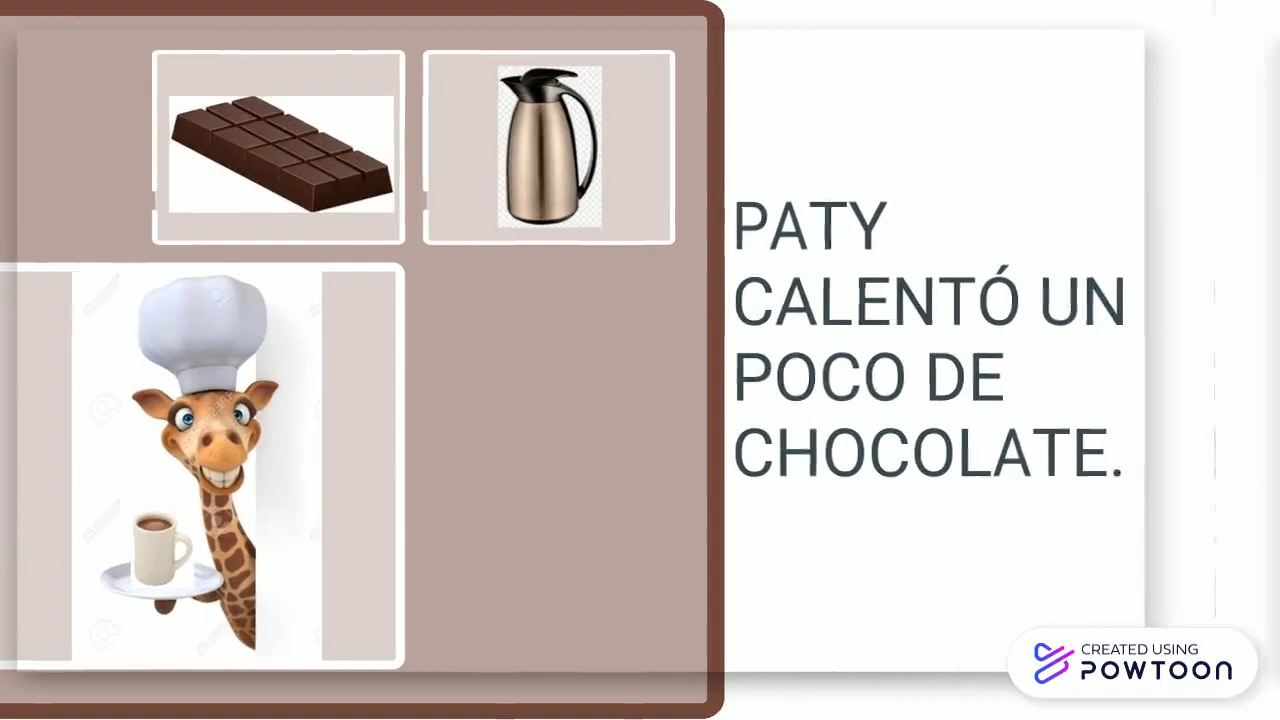 PATY
CALENTÓ UN
POCO DE
CHOCOLATE.
CREATED USING
POWTOON